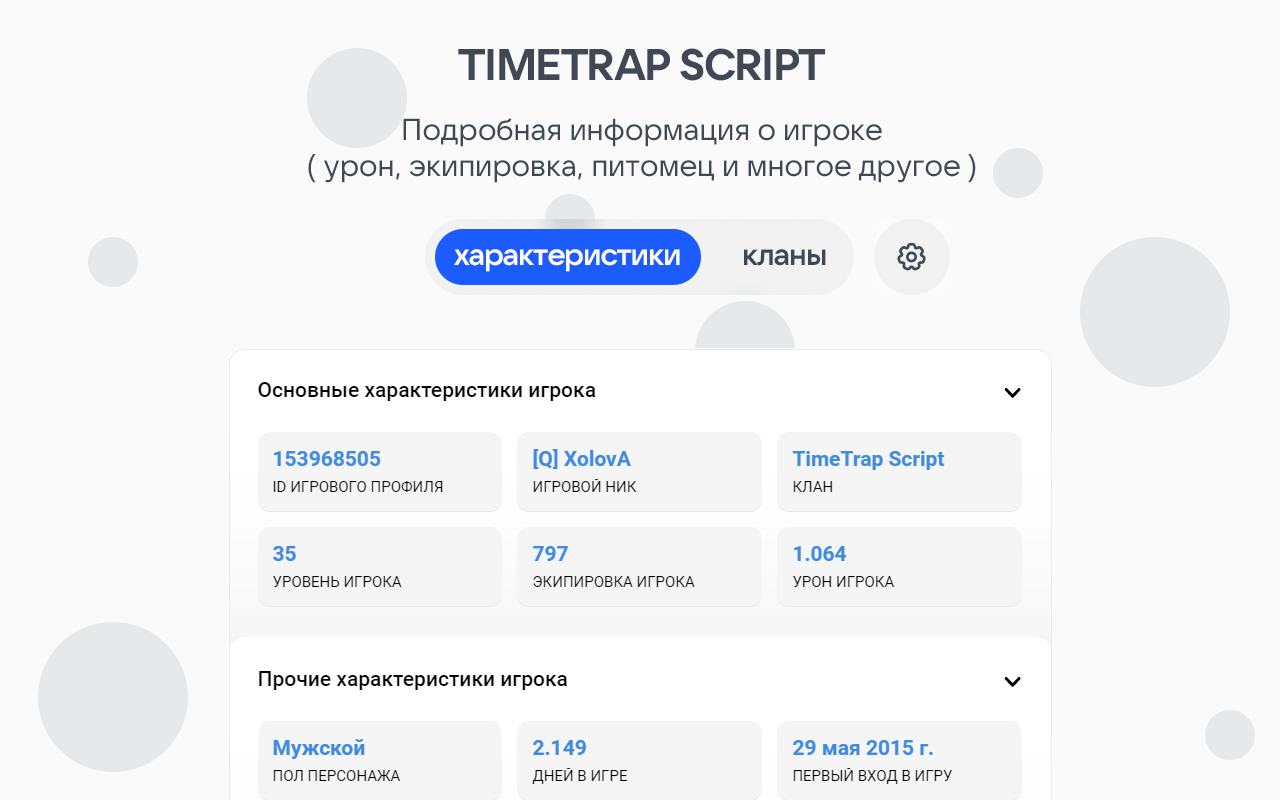 TIMETRAP SCRIPT
Подробная информация о игроке
( урон, экипировка, питомец и многое другое )
характеристики кланы
Основные характеристики игрока
153968505 [Q] XolovA TimeTrap Script
ID ИГРОВОГО ПРОФИЛЯ ИГРОВОЙ НИК КЛАН
35 797 1.064
УРОВЕНЬ ИГРОКА ЭКИПИРОВКА ИГРОКА УРОН ИГРОКА
Прочие характеристики игрока
Мужской 2.149 29 мая 2015 г.
ПОЛ ПЕРСОНАЖА ДНЕЙ В ИГРЕ ПЕРВЫЙ ВХОД В ИГРУ